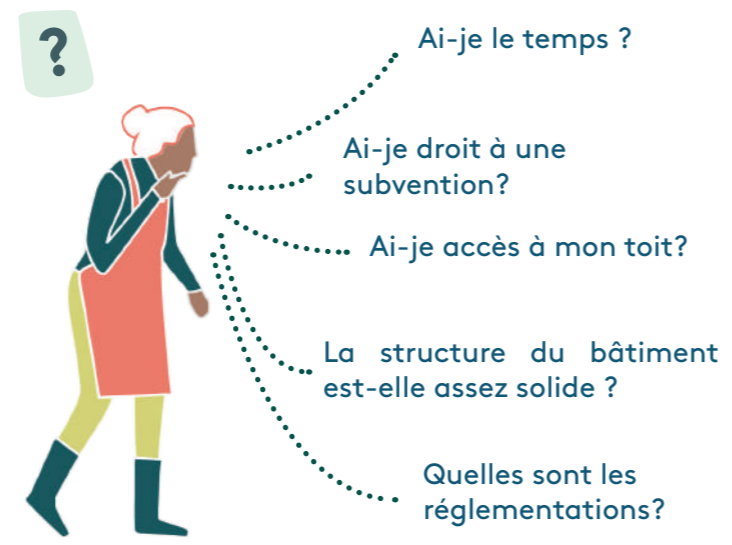 ?
Ai-je le temps ?
Ai-je droit à une
subvention?
Ai-je accès à mon toit?
La structure du bâtiment
est-elle assez solide ?
Quelles sont les
réglementations?